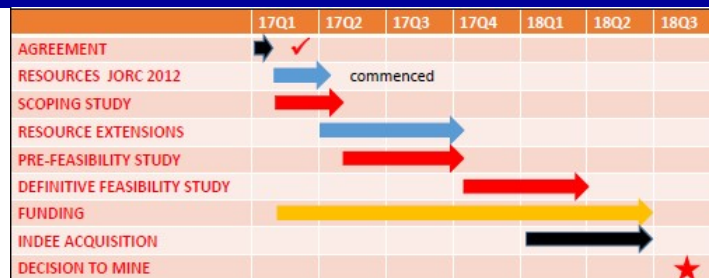 17Q1 17Q2 17Q3 17Q4 18Q1 18Q2 18Q3
AGREEMENT
RESOURCES JORC 2012 commenced
SCOPING STUDY
RESOURCE EXTENSIONS
PRE-FEASIBILITY STUDY
DEFINITIVE FEASIBILITY STUDY
FUNDING
INDEE ACQUISITION
DECISION TO MINE